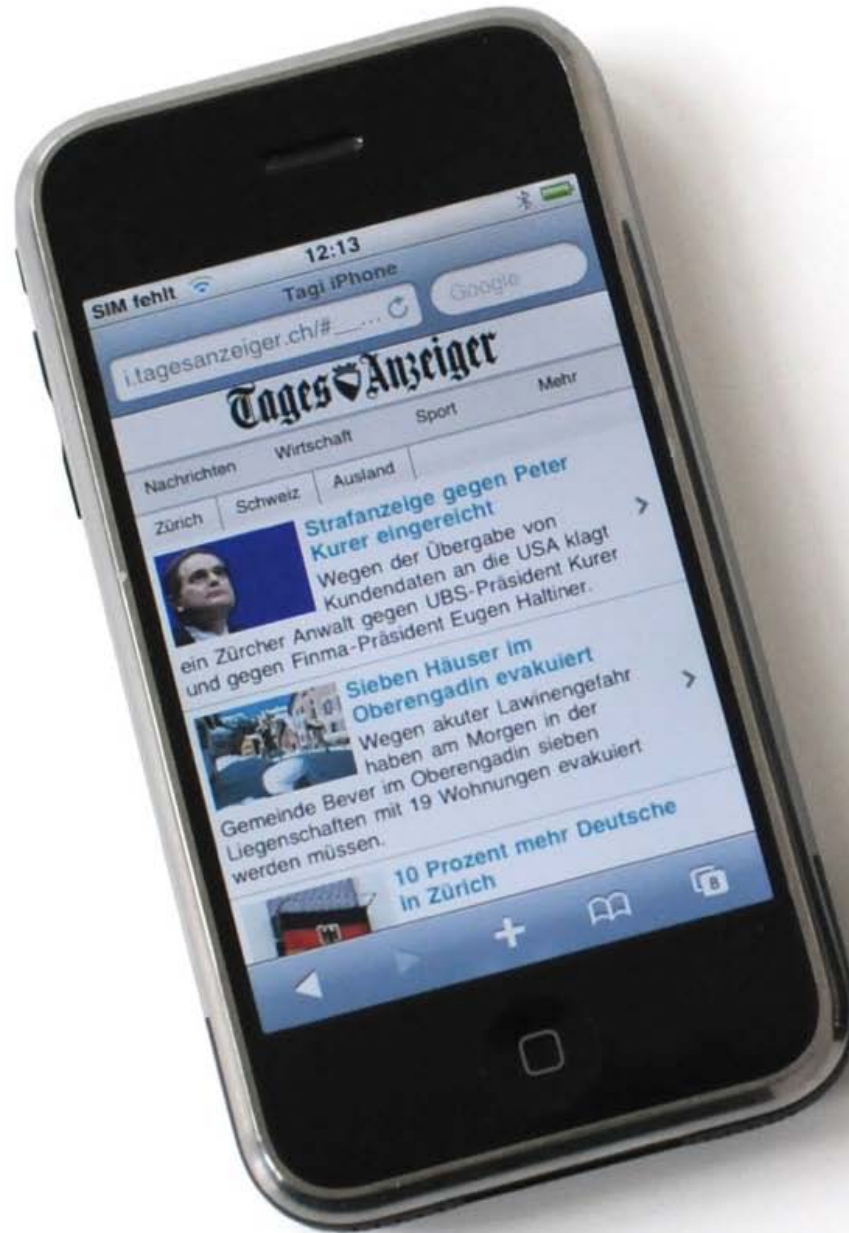 SIM fehlt 12:13
Tagi iPhone
i.tagesanzeiger.ch/#__... Google
Tages Anzeiger
Nachrichten Wirtschaft Sport Mehr
Zürich Schweiz Ausland
Strafanzeige gegen Peter
Kurer eingereicht
Wegen der Übergabe von
Kundendaten an die USA klagt
ein Zürcher Anwalt gegen UBS-Präsident Kurer
und gegen Finma-Präsident Eugen Haltiner.
Sieben Häuser im
Oberengadin evakuiert
Wegen akuter Lawinengefahr
haben am Morgen in der
Gemeinde Bever im Oberengadin sieben
Liegenschaften mit 19 Wohnungen evakuiert
werden müssen.
10 Prozent mehr Deutsche
in Zürich
8